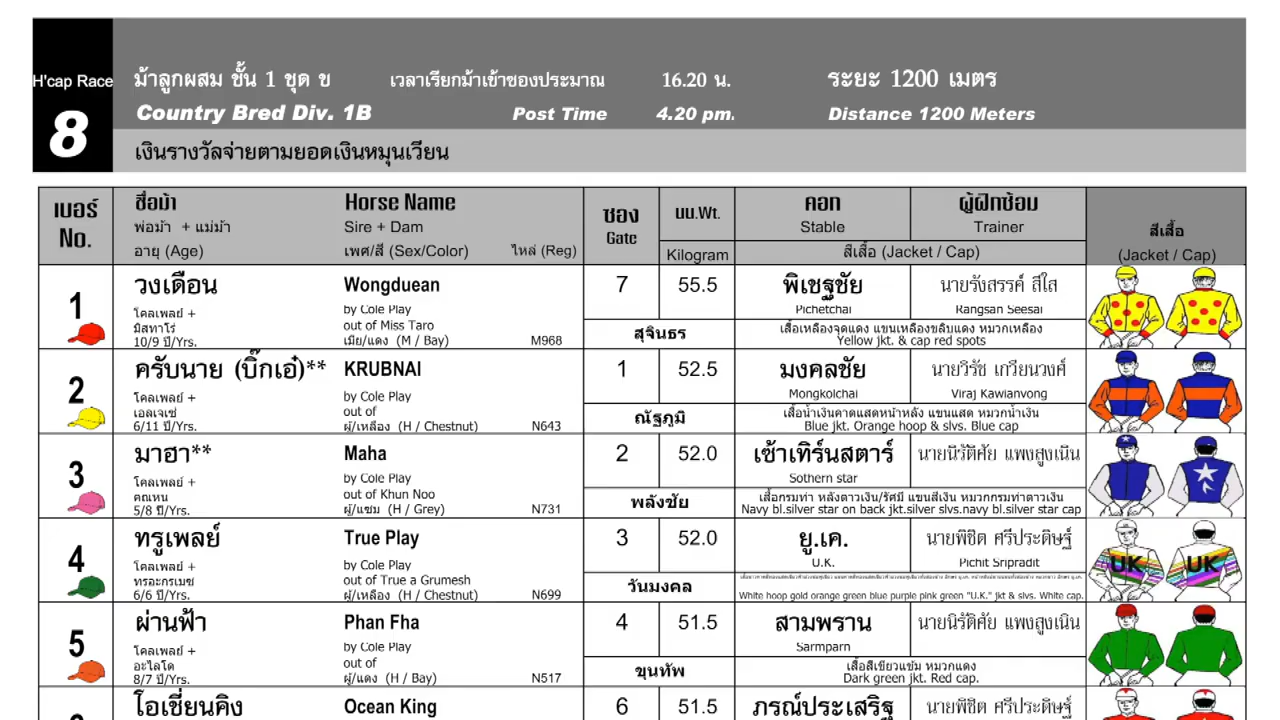 H'cap Race
8
ม้าลูกผสม ชั้น 1 ชุด ข เวลาเรียกม้าเข้าซองประมาณ 16.20 น. ระยะ 1200 เมตร
Country Bred Div. 1B Post Time 4.20 pm. Distance 1200 Meters
เงินรางวัลจ่ายตามยอดเงินหมุนเวียน
เบอร์ No. ชื่อม้า Horse Name ซอง Gate นน.Wt. คอก Stable ผู้ฝึกซ้อม Trainer สีเสื้อ
พ่อม้า + แม่ม้า Sire + Dam
อายุ (Age) เพศ/สี (Sex/Color) ไหล่ (Reg) Kilogram สีเสื้อ (Jacket / Cap) (Jacket / Cap)
1 วงเดือน Wongduean 7 55.5 พิเชฐชัย นายรังสรรค์ สีใส
โคลเพลย์ + by Cole Play Pichetchai Rangsan Seesai
มิสทาโร่ out of Miss Taro สุจินธร เสื้อเหลืองจุดแดง แขนเหลืองขลิบแดง หมวกเหลือง
10/9 ปี/Yrs. เมีย/แดง (M / Bay) M968 Yellow jkt. & cap red spots
2 ครับนาย (บิ๊กเอ๋)** KRUBNAI 1 52.5 มงคลชัย นายวิรัช เกวียนวงศ์
โคลเพลย์ + by Cole Play Mongkolchai Viraj Kawianvong
เอลเจเซ่ out of ณัฐภูมิ เสื้อน้ำเงินคาดแสดหน้าหลัง แขนแสด หมวกน้ำเงิน
6/11 ปี/Yrs. ผู้/เหลือง (H / Chestnut) N643 Blue jkt. Orange hoop & slvs. Blue cap
3 มาฮา** Maha 2 52.0 เซ้าเทิร์นสตาร์ นายนิรัติศัย แพงสูงเนิน
โคลเพลย์ + by Cole Play Sothern star
คุณหนู out of Khun Noo พลังชัย เสื้อกรมท่า หลังดาวเงิน/รัศมี แขนสีเงิน หมวกกรมท่าดาวเงิน
5/8 ปี/Yrs. ผู้/แซม (H / Grey) N731 Navy bl.silver star on back jkt.silver slvs.navy bl.silver star cap
4 ทรูเพลย์ True Play 3 52.0 ยู.เค. นายพิชิต ศรีประดิษฐ์
โคลเพลย์ + by Cole Play U.K. Pichit Sripradit
ทรอะกรเมซ out of True a Grumesh วันมงคล
6/6 ปี/Yrs. ผู้/เหลือง (H / Chestnut) N699 White hoop gold orange green blue purple pink green "U.K." jkt & slvs. White cap.
UK UK
5 ผ่านฟ้า Phan Fha 4 51.5 สามพราน นายนิรัติศัย แพงสูงเนิน
โคลเพลย์ + by Cole Play Sarmparn
อะไลโด out of ขุนทัพ เสื้อสีเขียวแข้ม หมวกแดง
8/7 ปี/Yrs. ผู้/แดง (H / Bay) N517 Dark green jkt. Red cap.
โอเชี่ยนคิง Ocean King 6 51.5 ภรณ์ประเสริฐ นายพิชิต ศรีประดิษฐ์